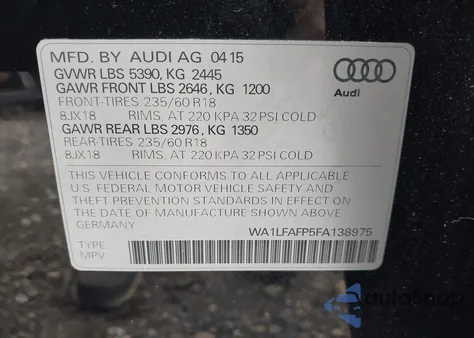 MFD. BY AUDI AG 04 15
GVWR LBS 5390, KG 2445
GAWR FRONT LBS 2646, KG 1200
FRONT-TIRES 235/60 R18
8JX18 RIMS, AT 220 KPA 32 PSI COLD
GAWR REAR LBS 2976, KG 1350
REAR-TIRES 235/60 R18
8JX18 RIMS, AT 220 KPA 32 PSI COLD
Audi
THIS VEHICLE CONFORMS TO ALL APPLICABLE
U.S. FEDERAL MOTOR VEHICLE SAFETY AND
THEFT PREVENTION STANDARDS IN EFFECT ON
THE DATE OF MANUFACTURE SHOWN ABOVE.
GERMANY
WA1LFAFP5FA138975
TYPE:
MPV
AutoSnap